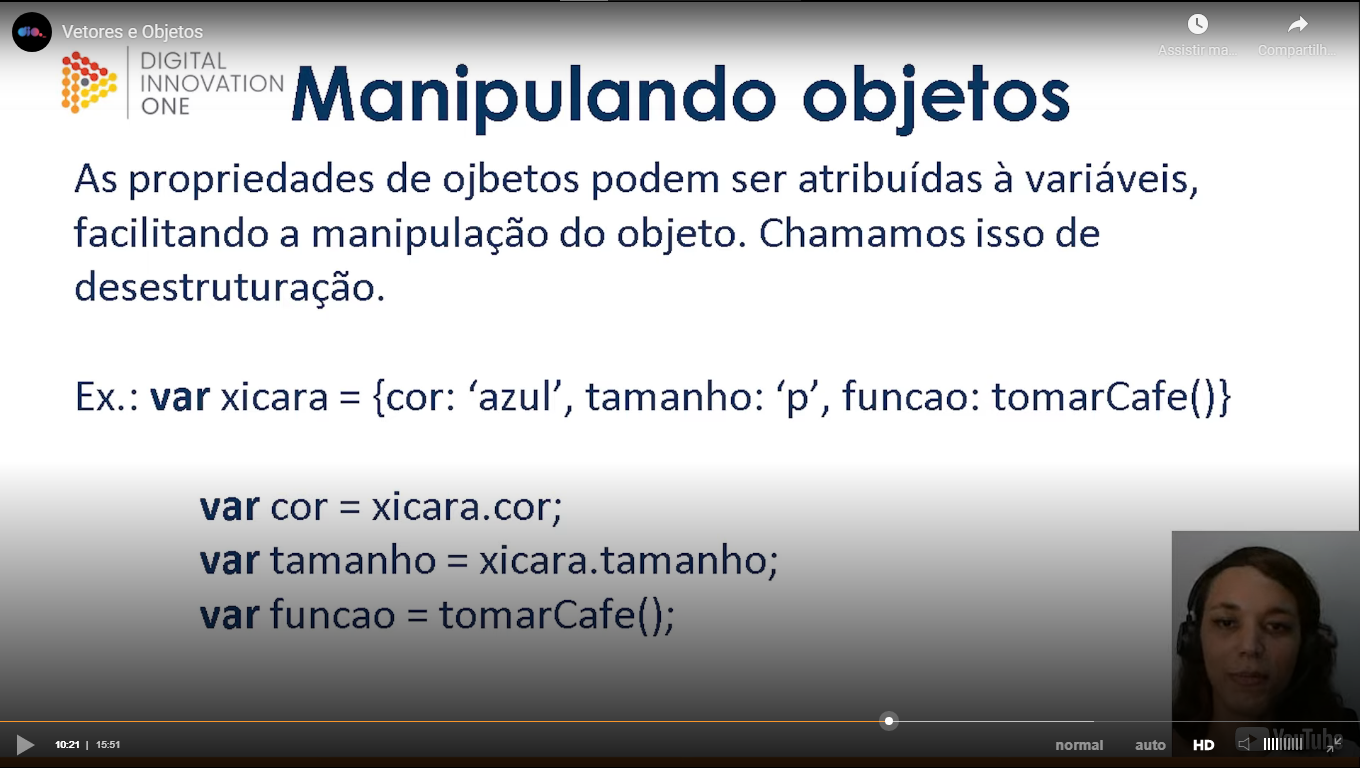 Vetores e Objetos
Assistir ma...
Compartilh...
DIGITAL
INNOVATION
ONE
Manipulando objetos
As propriedades de ojbetos podem ser atribuídas à variáveis,
facilitando a manipulação do objeto. Chamamos isso de
desestruturação.
Ex.: var xicara = {cor: ‘azul’, tamanho: ‘p’, funcao: tomarCafe()}
var cor = xicara.cor;
var tamanho = xicara.tamanho;
var funcao = tomarCafe();
10:21 | 15:51
normal auto HD
YouTube